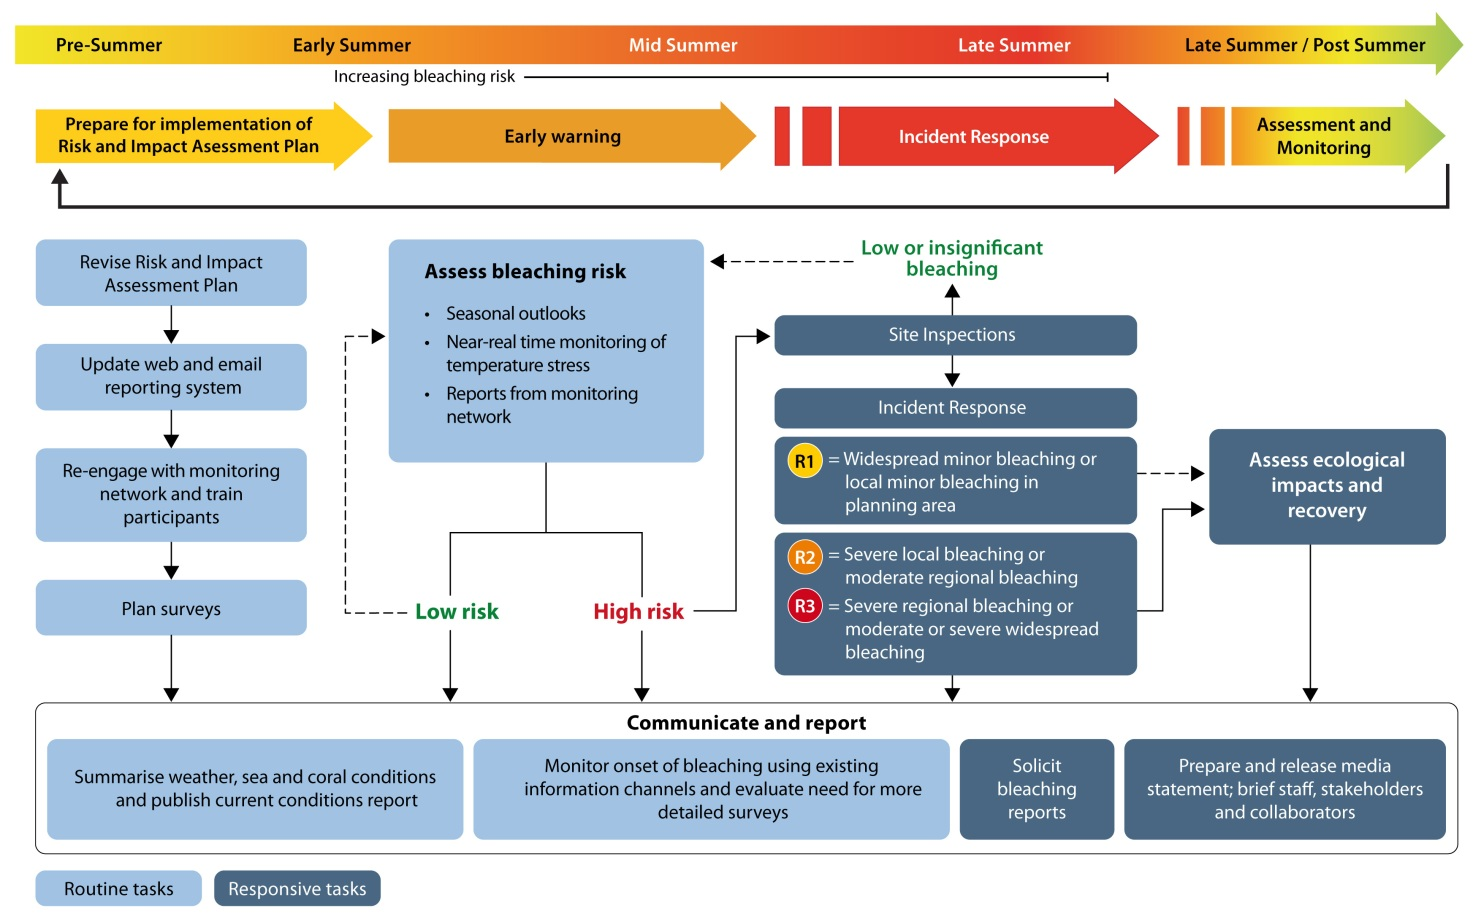 Pre-Summer
Early Summer
Mid Summer
Late Summer
Late Summer / Post Summer
Increasing bleaching risk
Prepare for implementation of
Risk and Impact Asessment Plan
Early warning
Incident Response
Assessment and
Monitoring
Revise Risk and Impact
Assessment Plan
Update web and email
reporting system
Re-engage with monitoring
network and train
participants
Plan surveys
Assess bleaching risk
• Seasonal outlooks
• Near-real time monitoring of
temperature stress
• Reports from monitoring
network
Low risk
High risk
Low or insignificant
bleaching
Site Inspections
Incident Response
R1 = Widespread minor bleaching or
local minor bleaching in
planning area
R2 = Severe local bleaching or
moderate regional bleaching
R3 = Severe regional bleaching or
moderate or severe widespread
bleaching
Assess ecological
impacts and
recovery
Communicate and report
Summarise weather, sea and coral conditions
and publish current conditions report
Monitor onset of bleaching using existing
information channels and evaluate need for more
detailed surveys
Solicit
bleaching
reports
Prepare and release media
statement; brief staff, stakeholders
and collaborators
Routine tasks
Responsive tasks